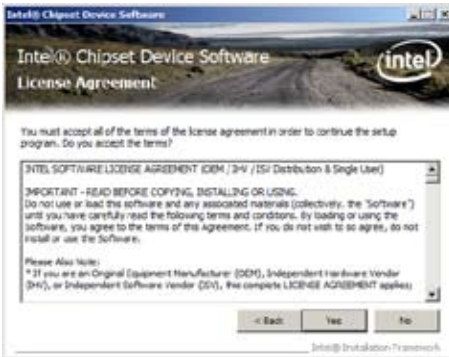 Intel® Chipset Device Software
Intel® Chipset Device Software
intel
License Agreement
You must accept all of the terms of the license agreement in order to continue the setup
program. Do you accept the terms?
INTEL SOFTWARE LICENSE AGREEMENT (OEM / IHV / ISV Distribution & Single User)
IMPORTANT - READ BEFORE COPYING, INSTALLING OR USING.
Do not use or load this software and any associated materials (collectively, the "Software")
until you have carefully read the following terms and conditions. By loading or using the
Software, you agree to the terms of this Agreement. If you do not wish to so agree, do not
install or use the Software.
Please Also Note:
* If you are an Original Equipment Manufacturer (OEM), Independent Hardware Vendor
(IHV), or Independent Software Vendor (ISV), this complete LICENSE AGREEMENT applies;
< Back
Yes
No
Intel® Installation Framework